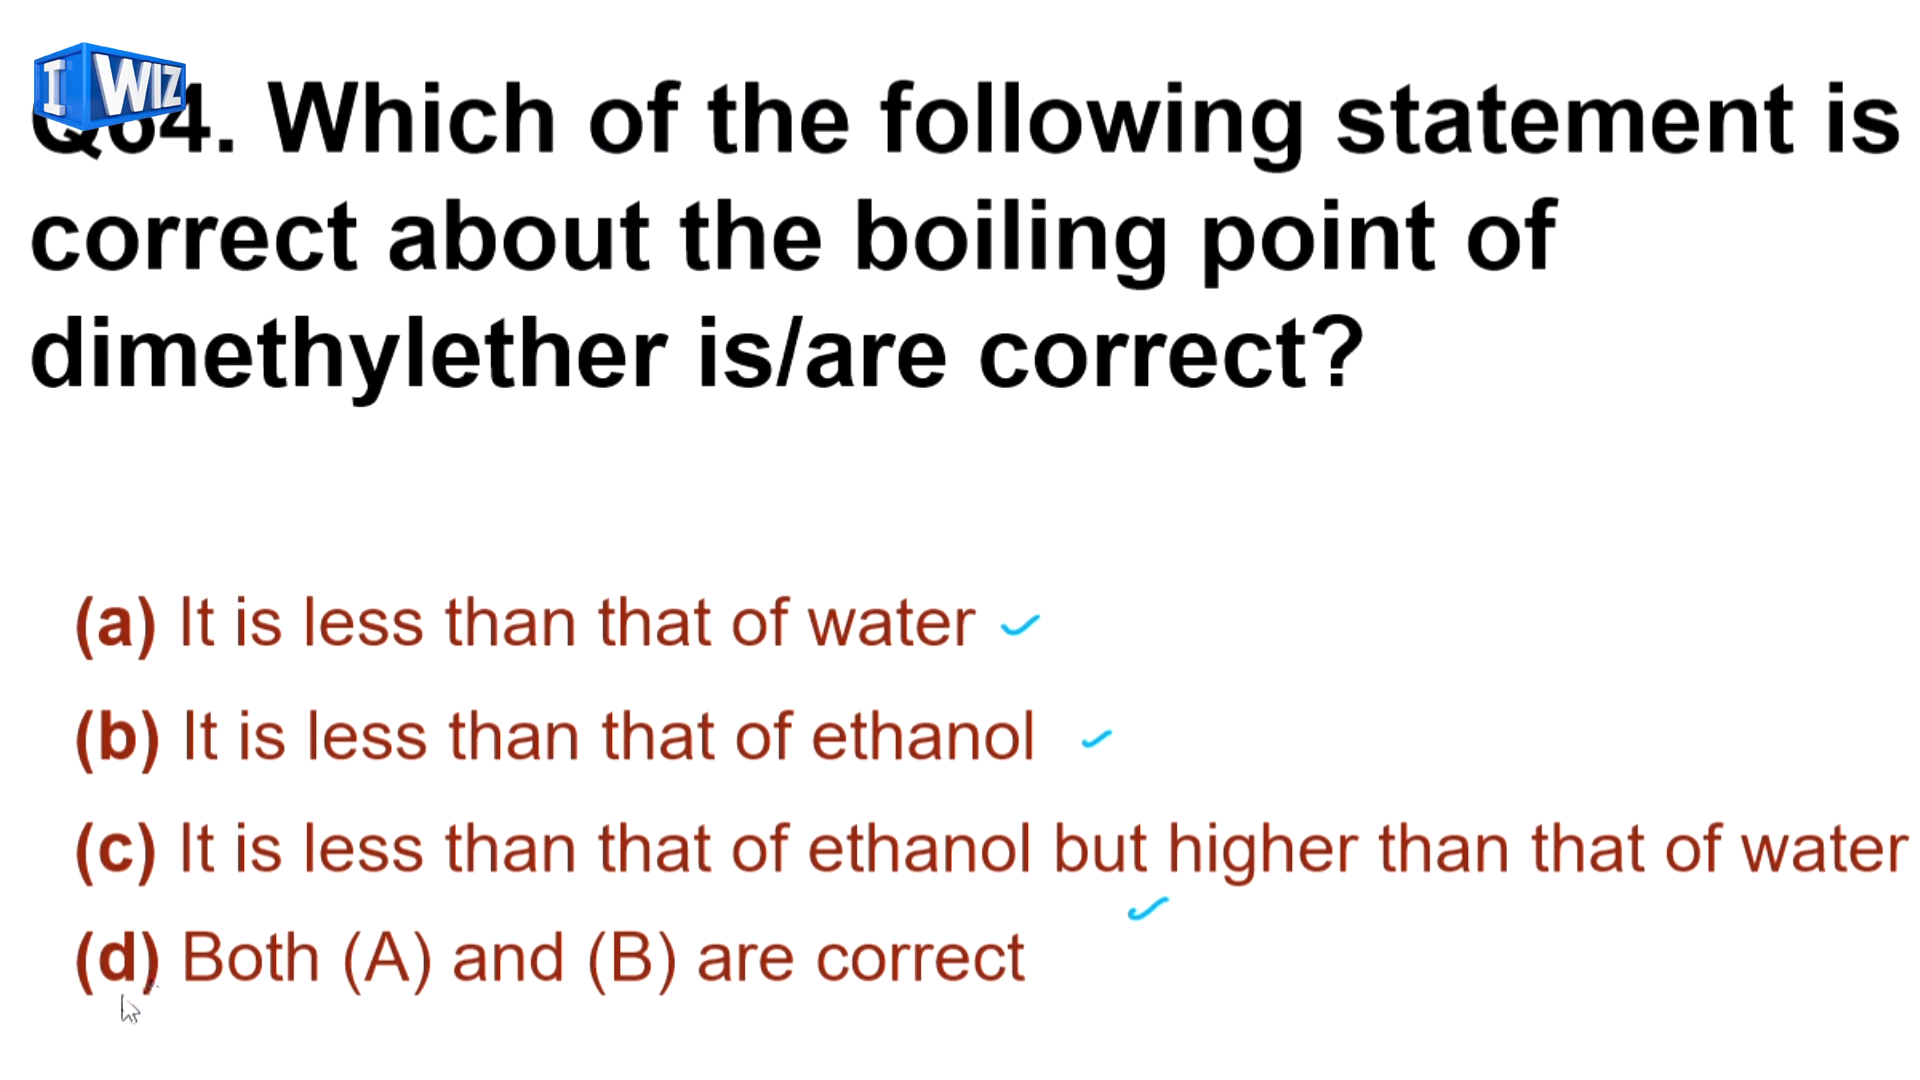 I WIZ
Q64. Which of the following statement is
correct about the boiling point of
dimethylether is/are correct?
(a) It is less than that of water
(b) It is less than that of ethanol
(c) It is less than that of ethanol but higher than that of water
(d) Both (A) and (B) are correct